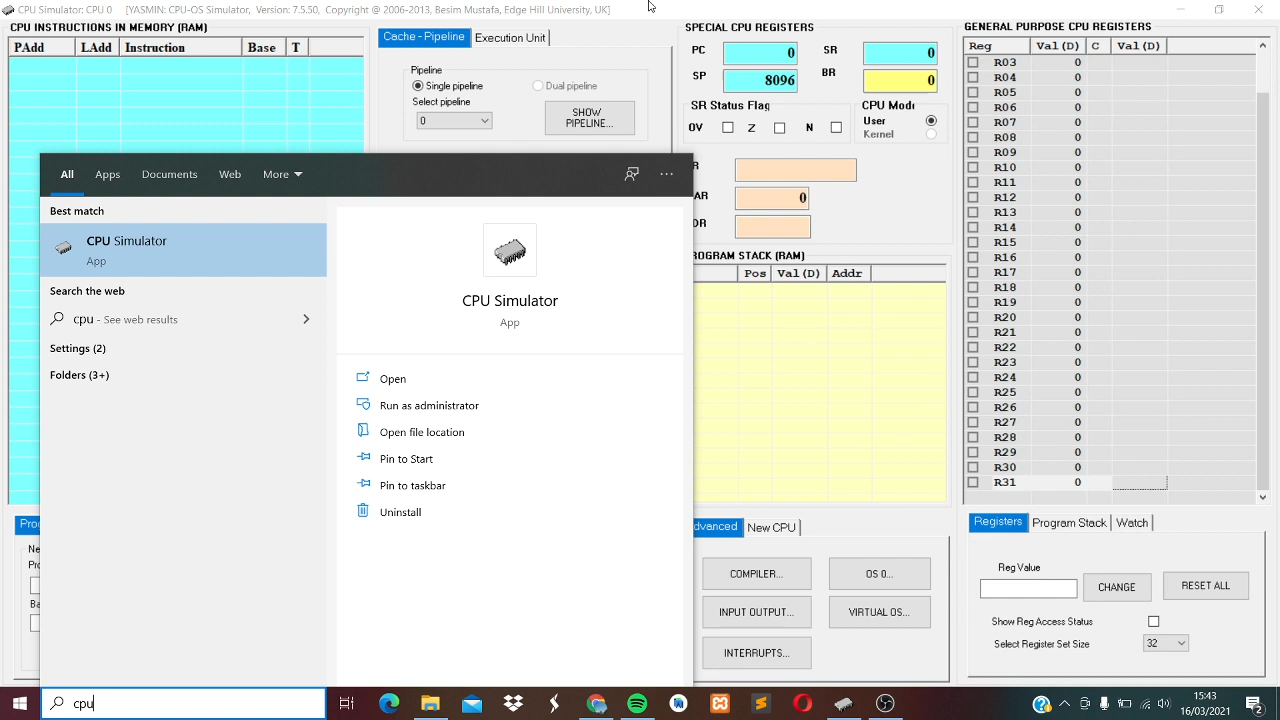 CPU Simulator: CPU 0 [YASMIN: CPU-OS Simulator, Version: 7.5.50, Copyright @ 2006-2013, Besim Mustafa, Edge Hill University, UK]
CPU INSTRUCTIONS IN MEMORY (RAM)
PAdd LAdd Instruction Base T
Cache - Pipeline Execution Unit
Pipeline
Single pipeline Dual pipeline
Select pipeline
0
SHOW
PIPELINE...
SPECIAL CPU REGISTERS
PC 0 SR 0
SP 8096 BR 0
SR Status Flag
OV Z N
CPU Mode
User
Kernel
R
AR 0
DR
ROGRAM STACK (RAM)
Pos Val(D) Addr
GENERAL PURPOSE CPU REGISTERS
Reg Val(D) C Val(D)
R03 0
R04 0
R05 0
R06 0
R07 0
R08 0
R09 0
R10 0
R11 0
R12 0
R13 0
R14 0
R15 0
R16 0
R17 0
R18 0
R19 0
R20 0
R21 0
R22 0
R23 0
R24 0
R25 0
R26 0
R27 0
R28 0
R29 0
R30 0
R31 0
All Apps Documents Web More
Best match
CPU Simulator
App
Search the web
cpu - See web results
Settings (2)
Folders (3+)
CPU Simulator
App
Open
Run as administrator
Open file location
Pin to Start
Pin to taskbar
Uninstall
Prog
Ne
Pro
Ba
dvanced New CPU
COMPILER... OS 0...
INPUT OUTPUT... VIRTUAL OS...
INTERRUPTS...
Registers Program Stack Watch
Reg Value
CHANGE RESET ALL
Show Reg Access Status
Select Register Set Size 32
cpu
15:43
16/03/2021